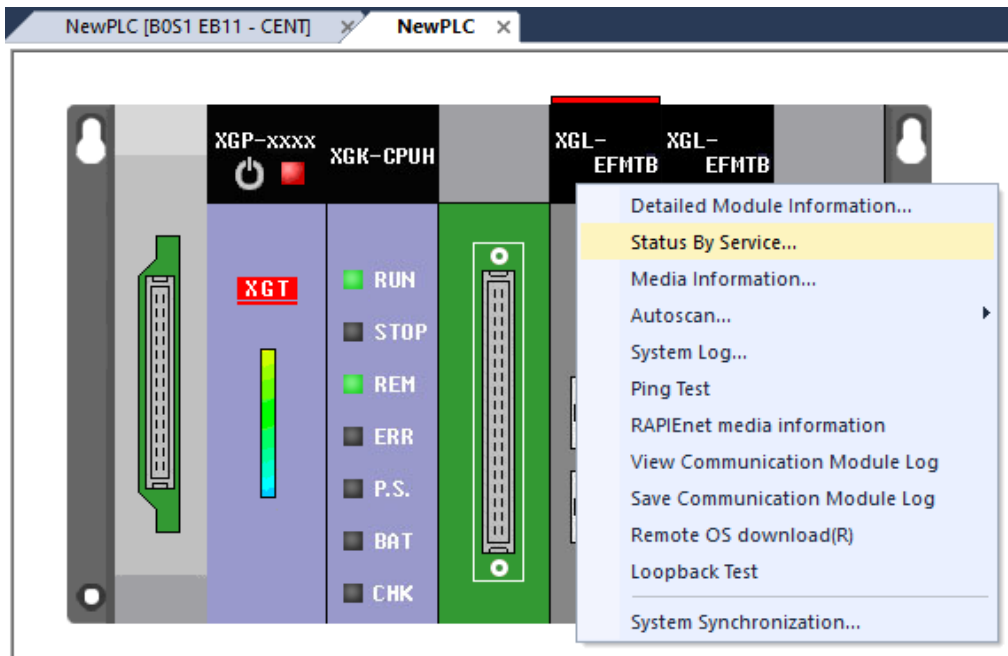 NewPLC [B0S1 EB11 - CENT]
NewPLC
XGP-xxxx
XGK-CPUH
XGL-
EFMTB
XGL-
EFMTB
XGT
RUN
STOP
REM
ERR
P.S.
BAT
CHK
Detailed Module Information...
Status By Service...
Media Information...
Autoscan...
System Log...
Ping Test
RAPIEnet media information
View Communication Module Log
Save Communication Module Log
Remote OS download(R)
Loopback Test
System Synchronization...